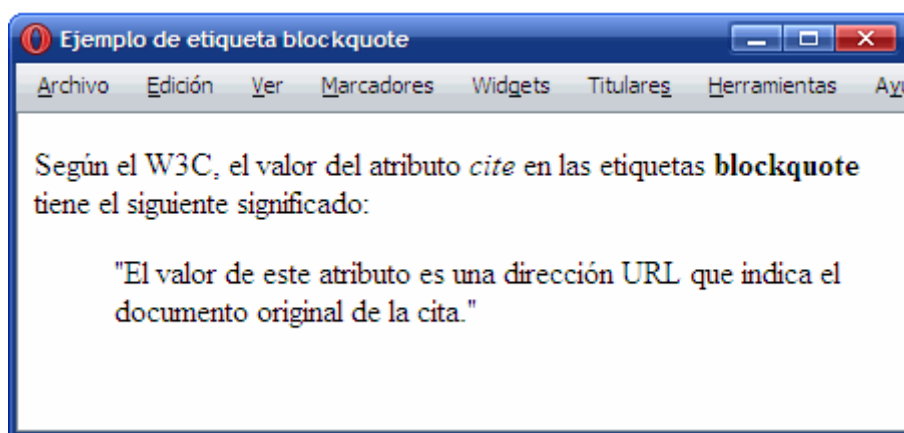 Ejemplo de etiqueta blockquote
Archivo Edición Ver Marcadores Widgets Titulares Herramientas
Según el W3C, el valor del atributo cite en las etiquetas blockquote
tiene el siguiente significado:
"El valor de este atributo es una dirección URL que indica el
documento original de la cita."